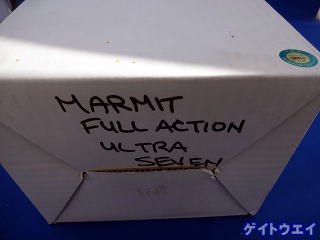 MARMIT
FULL ACTION
ULTRA
SEVEN
ゲイトウエイ